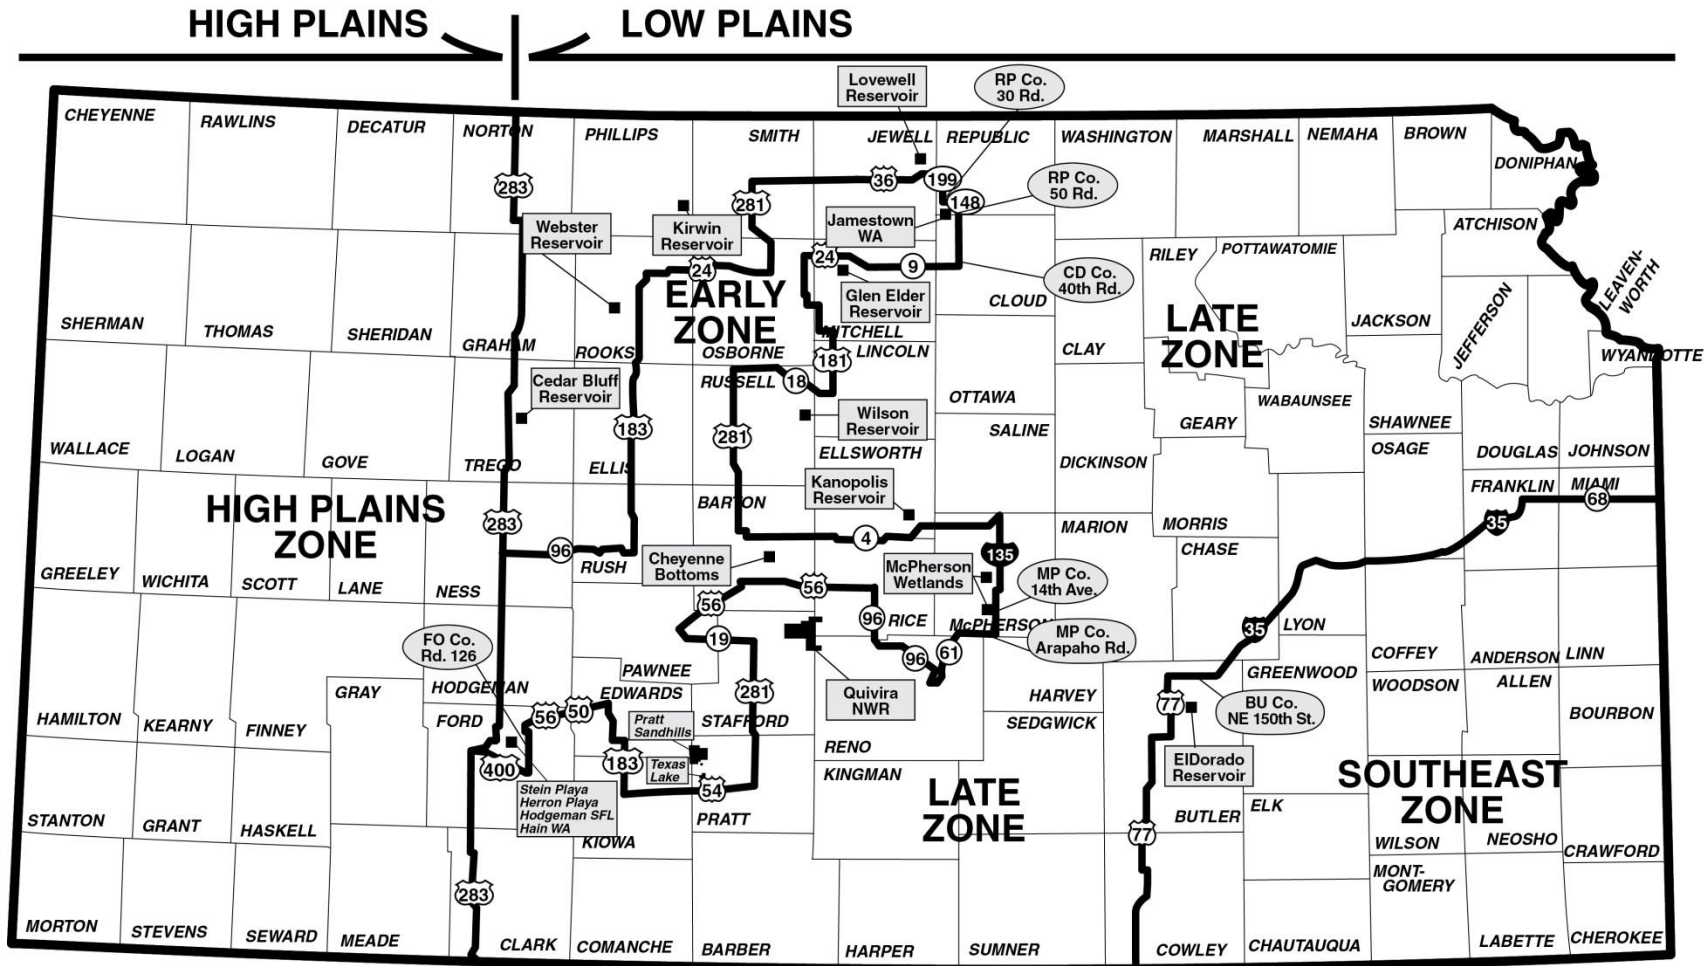 HIGH PLAINS
LOW PLAINS
Lovewell
Reservoir
RP Co.
30 Rd.
CHEYENNE
RAWLINS
DECATUR
NORTON
PHILLIPS
SMITH
JEWELL
REPUBLIC
WASHINGTON
MARSHALL
NEMAHA
BROWN
DONIPHAN
283
36
199
RP Co.
50 Rd.
281
148
Webster
Reservoir
Kirwin
Reservoir
Jamestown
WA
ATCHISON
RILEY
POTTAWATOMIE
24
24
9
CD Co.
40th Rd.
LEAVEN-
WORTH
EARLY
ZONE
Glen Elder
Reservoir
CLOUD
SHERMAN
THOMAS
SHERIDAN
GRAHAM
ROOKS
OSBORNE
MITCHELL
LATE
ZONE
JACKSON
JEFFERSON
WYANDOTTE
LINCOLN
CLAY
181
Cedar Bluff
Reservoir
RUSSELL
18
OTTAWA
WABAUNSEE
Wilson
Reservoir
GEARY
SHAWNEE
183
281
SALINE
WALLACE
LOGAN
GOVE
TREGO
ELLIS
ELLSWORTH
DICKINSON
OSAGE
DOUGLAS
JOHNSON
Kanopolis
Reservoir
FRANKLIN
MIAMI
68
HIGH PLAINS
ZONE
BARTON
283
MARION
MORRIS
35
4
96
135
CHASE
RUSH
Cheyenne
Bottoms
McPherson
Wetlands
MP Co.
14th Ave.
GREELEY
WICHITA
SCOTT
LANE
NESS
56
56
96
RICE
McPHERSON
35
LYON
FO Co.
Rd. 126
19
MP Co.
Arapaho Rd.
96
61
PAWNEE
COFFEY
ANDERSON
LINN
GRAY
HODGEMAN
EDWARDS
281
Quivira
NWR
HARVEY
GREENWOOD
WOODSON
ALLEN
HAMILTON
KEARNY
FINNEY
FORD
56
50
STAFFORD
SEDGWICK
77
BU Co.
NE 150th St.
BOURBON
Pratt
Sandhills
RENO
400
183
Texas
Lake
KINGMAN
ElDorado
Reservoir
SOUTHEAST
ZONE
54
Stein Playa
Herron Playa
Hodgeman SFL
Hain WA
LATE
ZONE
STANTON
GRANT
HASKELL
PRATT
BUTLER
ELK
KIOWA
77
WILSON
NEOSHO
CRAWFORD
283
MONT-
GOMERY
MORTON
STEVENS
SEWARD
MEADE
CLARK
COMANCHE
BARBER
HARPER
SUMNER
COWLEY
CHAUTAUQUA
LABETTE
CHEROKEE